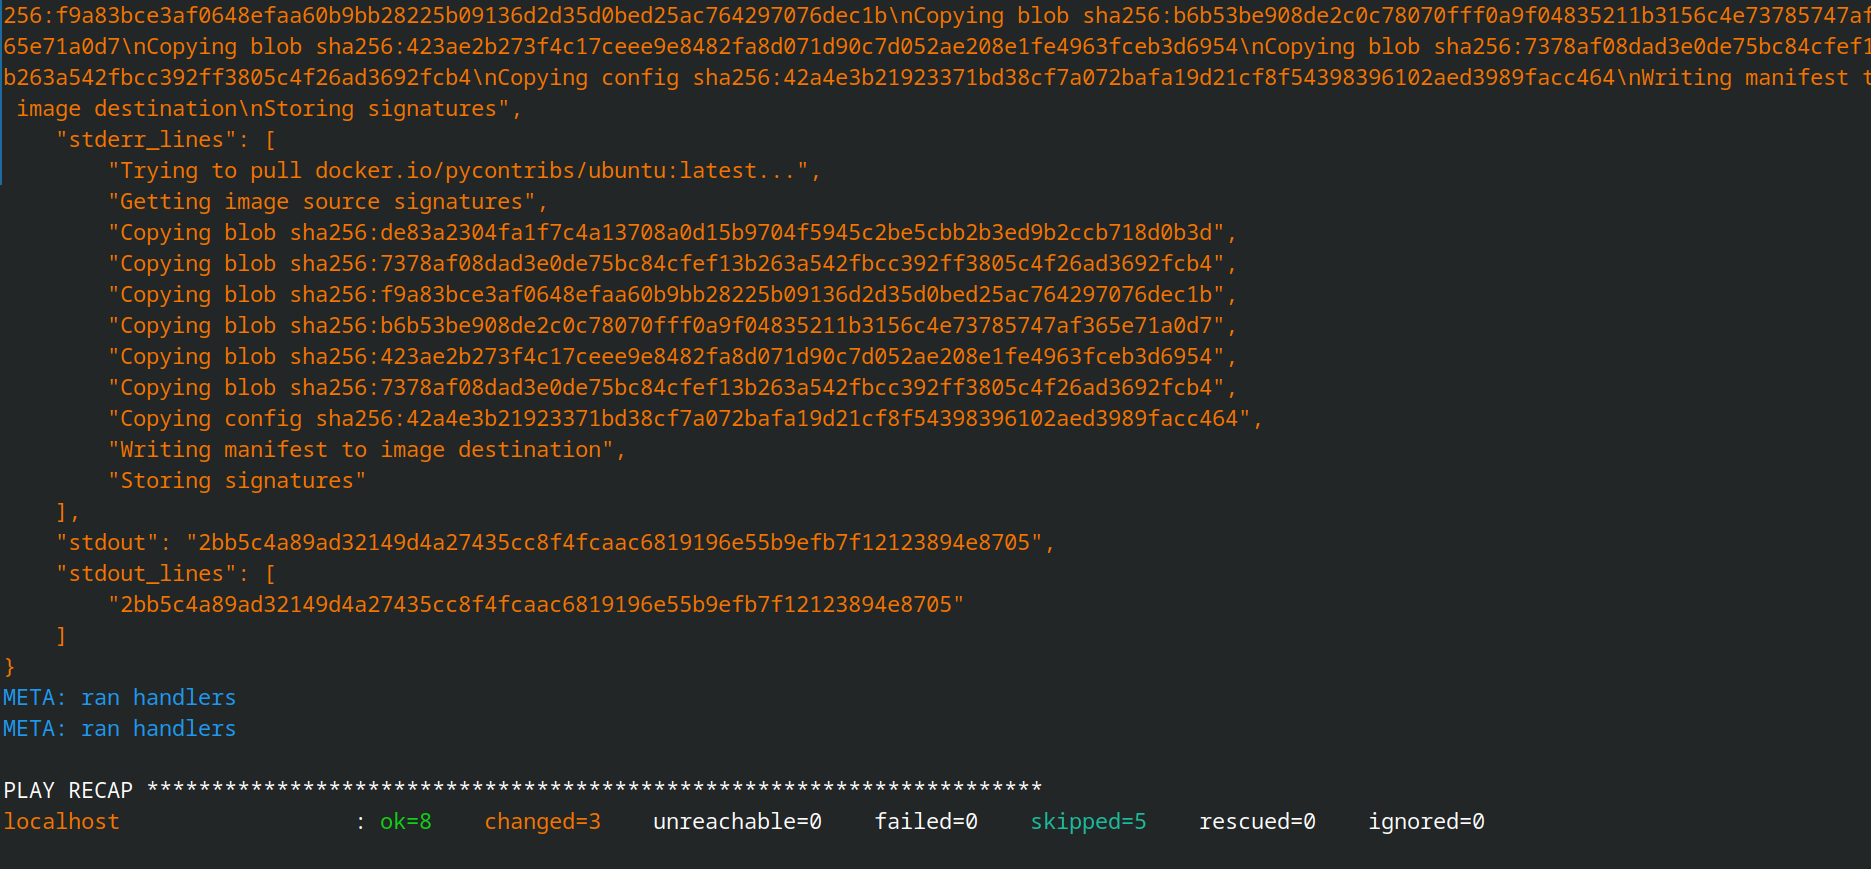 256:f9a83bce3af0648efaa60b9bb28225b09136d2d35d0bed25ac764297076dec1b\nCopying blob sha256:b6b53be908de2c0c78070fff0a9f04835211b3156c4e73785747af
65e71a0d7\nCopying blob sha256:423ae2b273f4c17ceee9e8482fa8d071d90c7d052ae208e1fe4963fceb3d6954\nCopying blob sha256:7378af08dad3e0de75bc84cfef1
b263a542fbcc392ff3805c4f26ad3692fcb4\nCopying config sha256:42a4e3b21923371bd38cf7a072bafa19d21cf8f54398396102aed3989facc464\nWriting manifest t
 image destination\nStoring signatures",
    "stderr_lines": [
        "Trying to pull docker.io/pycontribs/ubuntu:latest...",
        "Getting image source signatures",
        "Copying blob sha256:de83a2304fa1f7c4a13708a0d15b9704f5945c2be5cbb2b3ed9b2ccb718d0b3d",
        "Copying blob sha256:7378af08dad3e0de75bc84cfef13b263a542fbcc392ff3805c4f26ad3692fcb4",
        "Copying blob sha256:f9a83bce3af0648efaa60b9bb28225b09136d2d35d0bed25ac764297076dec1b",
        "Copying blob sha256:b6b53be908de2c0c78070fff0a9f04835211b3156c4e73785747af365e71a0d7",
        "Copying blob sha256:423ae2b273f4c17ceee9e8482fa8d071d90c7d052ae208e1fe4963fceb3d6954",
        "Copying blob sha256:7378af08dad3e0de75bc84cfef13b263a542fbcc392ff3805c4f26ad3692fcb4",
        "Copying config sha256:42a4e3b21923371bd38cf7a072bafa19d21cf8f54398396102aed3989facc464",
        "Writing manifest to image destination",
        "Storing signatures"
    ],
    "stdout": "2bb5c4a89ad32149d4a27435cc8f4fcaac6819196e55b9efb7f12123894e8705",
    "stdout_lines": [
        "2bb5c4a89ad32149d4a27435cc8f4fcaac6819196e55b9efb7f12123894e8705"
    ]
}
META: ran handlers
META: ran handlers
PLAY RECAP *********************************************************************
localhost                  : ok=8    changed=3    unreachable=0    failed=0    skipped=5    rescued=0    ignored=0